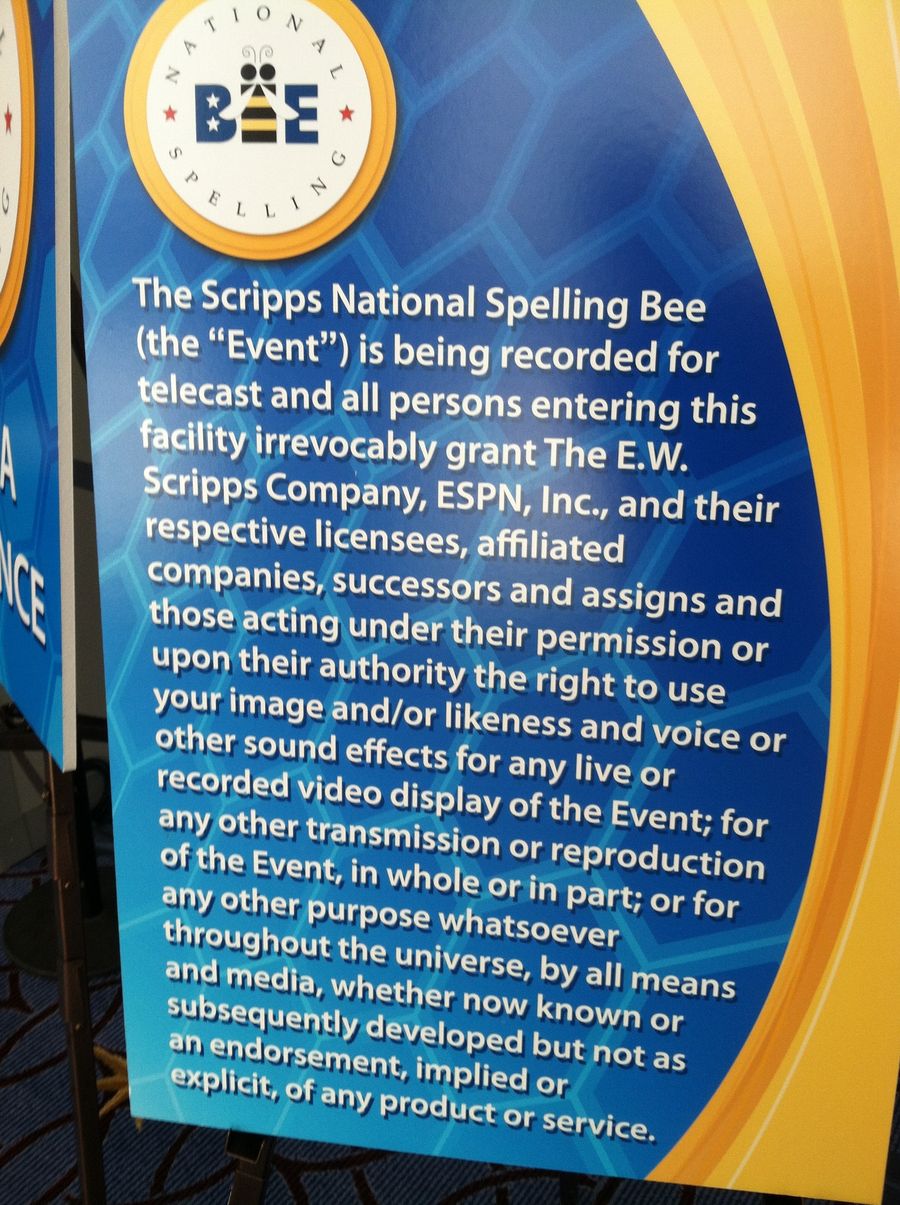 NATIONAL
BEE
SPELLING
The Scripps National Spelling Bee
(the “Event”) is being recorded for
telecast and all persons entering this
facility irrevocably grant The E.W.
Scripps Company, ESPN, Inc., and their
respective licensees, affiliated
companies, successors and assigns and
those acting under their permission or
upon their authority the right to use
your image and/or likeness and voice or
other sound effects for any live or
recorded video display of the Event; for
any other transmission or reproduction
of the Event, in whole or in part; or for
any other purpose whatsoever
throughout the universe, by all means
and media, whether now known or
subsequently developed but not as
an endorsement, implied or
explicit, of any product or service.
A
NCE